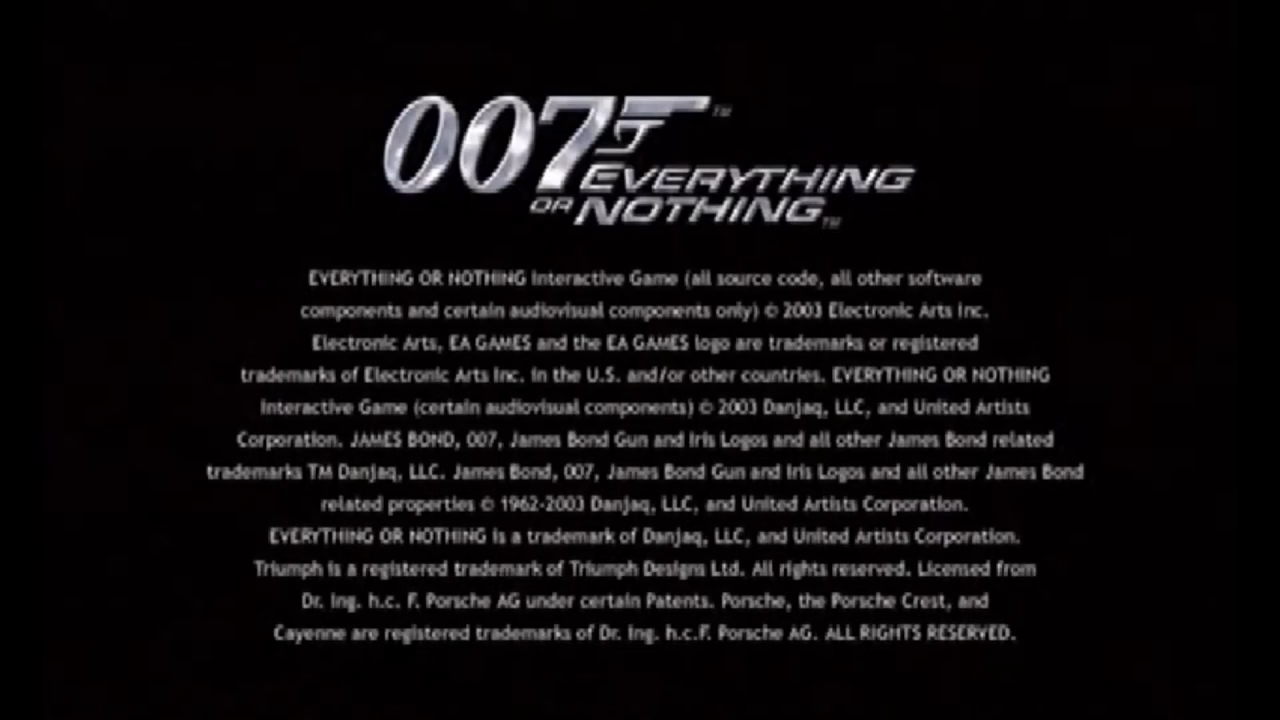 007™
EVERYTHING
OR NOTHING™
EVERYTHING OR NOTHING Interactive Game (all source code, all other software
components and certain audiovisual components only) © 2003 Electronic Arts Inc.
Electronic Arts, EA GAMES and the EA GAMES logo are trademarks or registered
trademarks of Electronic Arts Inc. in the U.S. and/or other countries. EVERYTHING OR NOTHING
Interactive Game (certain audiovisual components) © 2003 Danjaq, LLC, and United Artists
Corporation. JAMES BOND, 007, James Bond Gun and Iris Logos and all other James Bond related
trademarks TM Danjaq, LLC. James Bond, 007, James Bond Gun and Iris Logos and all other James Bond
related properties © 1962-2003 Danjaq, LLC, and United Artists Corporation.
EVERYTHING OR NOTHING is a trademark of Danjaq, LLC, and United Artists Corporation.
Triumph is a registered trademark of Triumph Designs Ltd. All rights reserved. Licensed from
Dr. Ing. h.c. F. Porsche AG under certain Patents. Porsche, the Porsche Crest, and
Cayenne are registered trademarks of Dr. Ing. h.c.F. Porsche AG. ALL RIGHTS RESERVED.